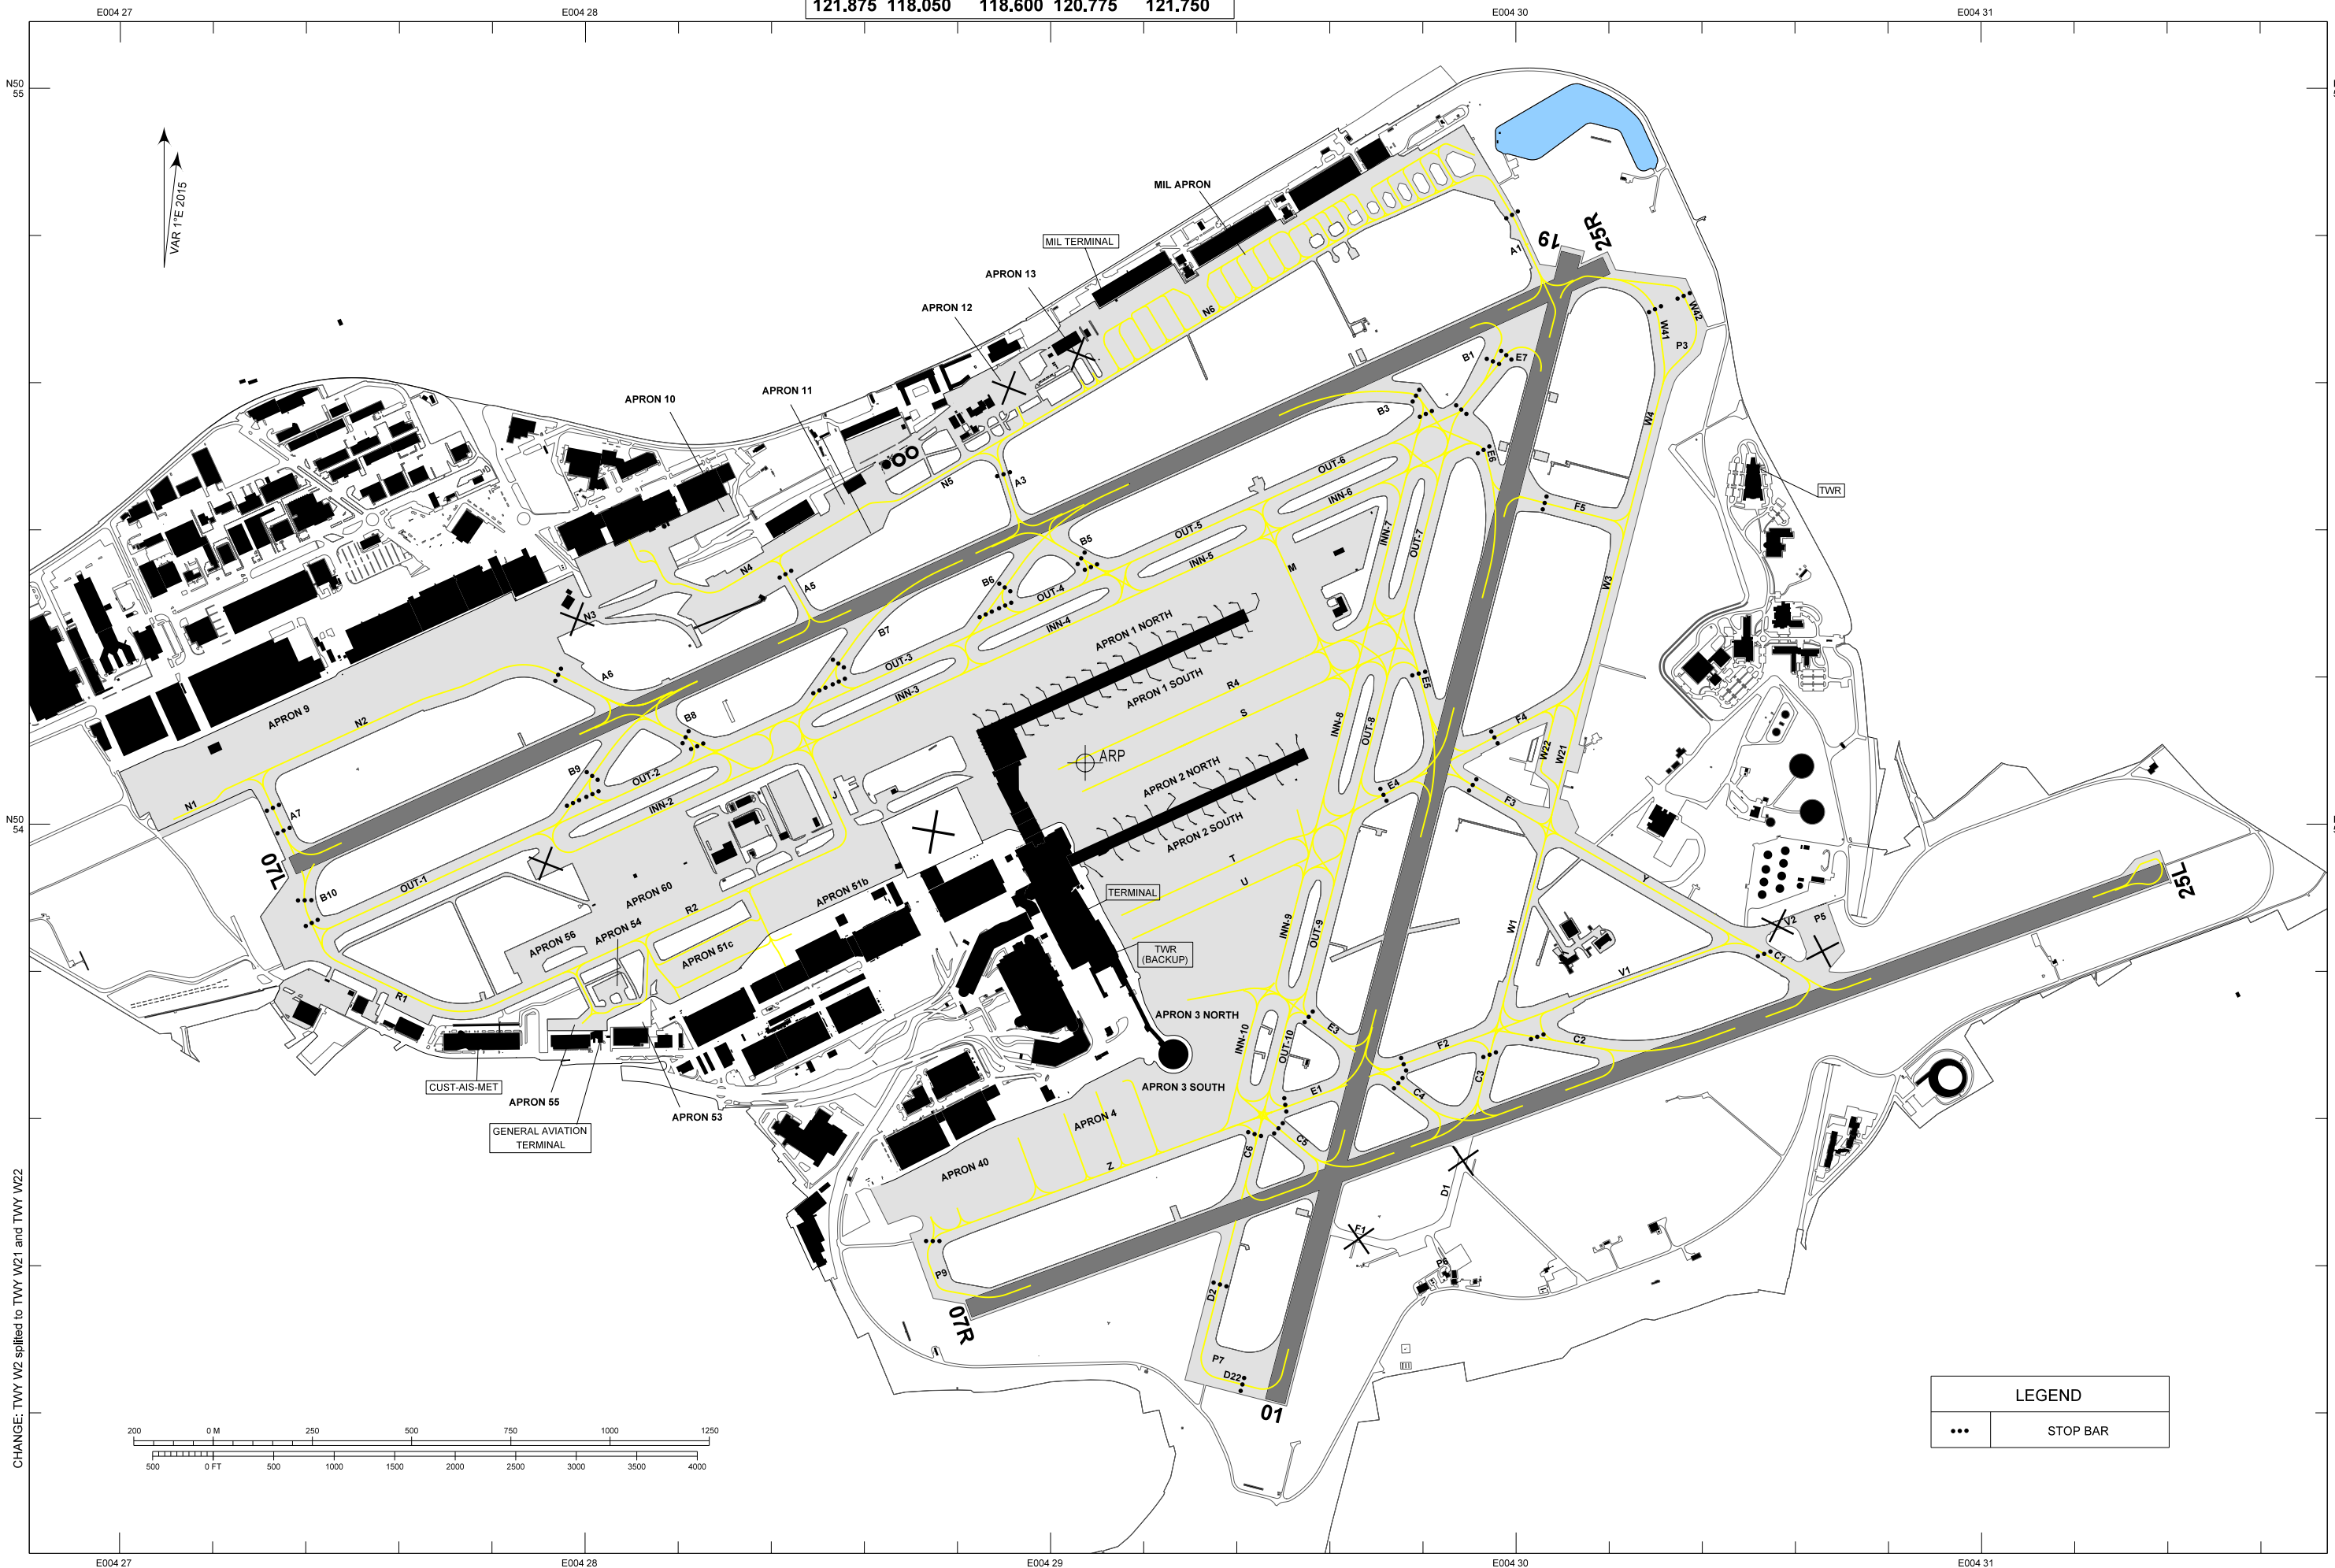 121.875 118.050 118.600 120.775 121.750
E004 27
E004 28
E004 30
E004 31
N50
55
VAR 1°E 2015
MIL APRON
MIL TERMINAL
APRON 13
APRON 12
APRON 11
APRON 10
19
25R
A1
N6
W42
W41
P3
B1
E7
B3
W4
E6
OUT-6
INN-6
TWR
N5
A3
F5
INN-7
OUT-7
OUT-5
INN-5
B5
M
W3
N4
A5
B6
OUT-4
INN-4
N3
B7
APRON 1 NORTH
OUT-3
INN-3
A6
APRON 1 SOUTH
R4
S
E5
APRON 9
N2
B8
INN-8
OUT-8
F4
W22
W21
ARP
B9
OUT-2
INN-2
J
APRON 2 NORTH
E4
F3
N1
A7
N50
54
APRON 2 SOUTH
T
U
07L
B10
OUT-1
APRON 60
APRON 51b
TERMINAL
Y
25L
R2
APRON 54
APRON 56
APRON 51c
TWR
(BACKUP)
INN-9
OUT-9
W1
V2
P5
C1
V1
R1
APRON 3 NORTH
INN-10
OUT-10
E3
F2
C2
CUST-AIS-MET
APRON 55
APRON 53
GENERAL AVIATION
TERMINAL
APRON 3 SOUTH
E1
C4
C3
APRON 4
C5
C6
Z
APRON 40
D1
F1
P6
P9
D2
07R
P7
D22
01
LEGEND
STOP BAR
200 0 M 250 500 750 1000 1250
500 0 FT 500 1000 1500 2000 2500 3000 3500 4000
CHANGE: TWY W2 splited to TWY W21 and TWY W22
E004 27
E004 28
E004 29
E004 30
E004 31